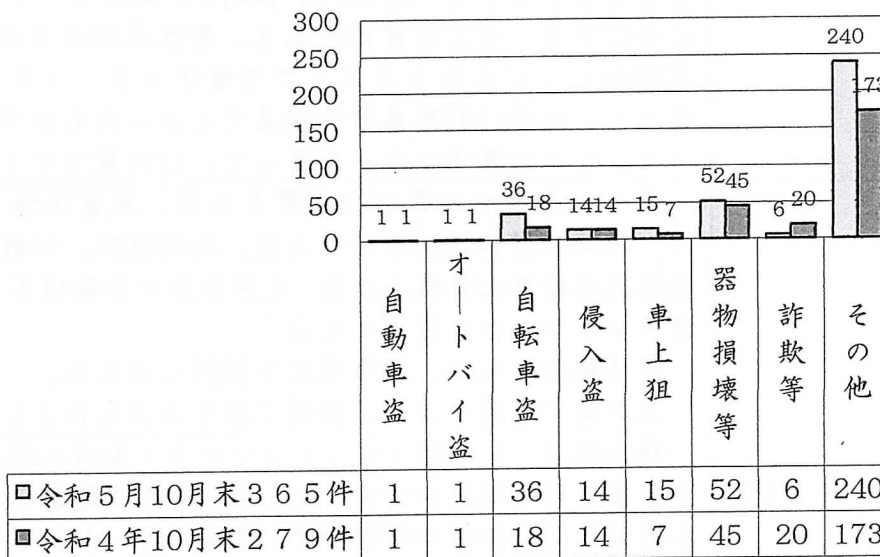 300
250
200
150
100
50
0
1 1 1 1 36 18 14 14 15 7 52 45 6 20 240 173
自動車盗
オートバイ盗
自転車盗
侵入盗
車上狙
器物損壊等
詐欺等
その他
令和5月10月末365件 1 1 36 14 15 52 6 240
令和4年10月末279件 1 1 18 14 7 45 20 173